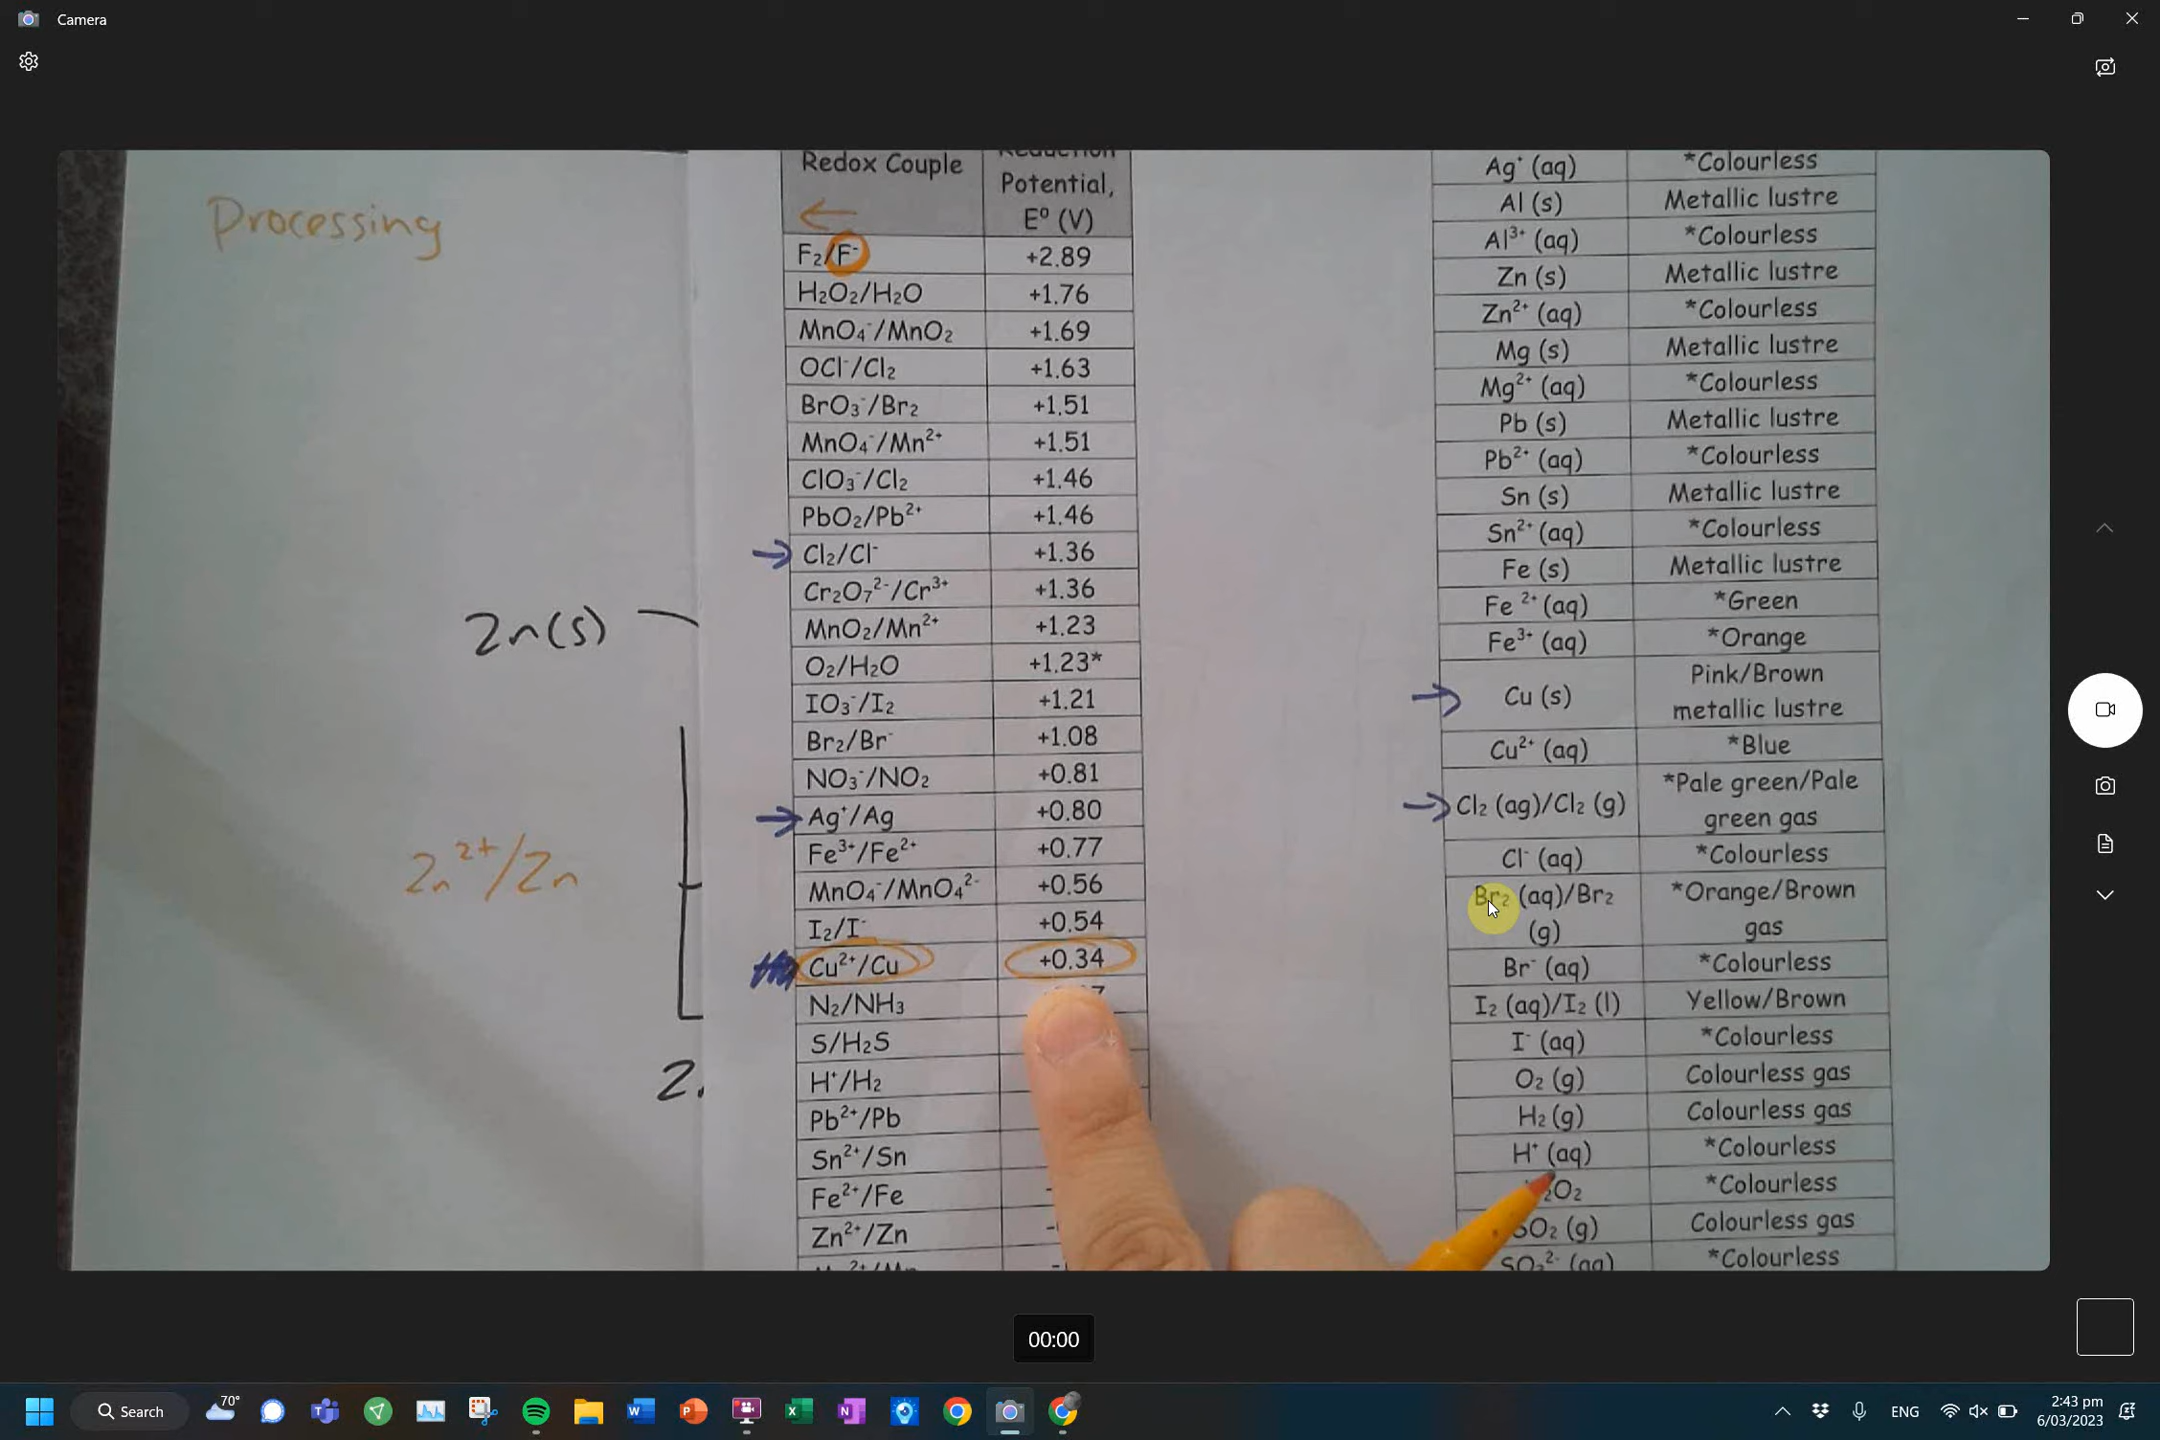 Camera
Processing
Zn(s)
Zn²⁺/Zn
Redox Couple
Reduction Potential, E⁰ (V)
F₂/F⁻ +2.89
H₂O₂/H₂O +1.76
MnO₄⁻/MnO₂ +1.69
OCl⁻/Cl₂ +1.63
BrO₃⁻/Br₂ +1.51
MnO₄⁻/Mn²⁺ +1.51
ClO₃⁻/Cl₂ +1.46
PbO₂/Pb²⁺ +1.46
Cl₂/Cl⁻ +1.36
Cr₂O₇²⁻/Cr³⁺ +1.36
MnO₂/Mn²⁺ +1.23
O₂/H₂O +1.23*
IO₃⁻/I₂ +1.21
Br₂/Br⁻ +1.08
NO₃⁻/NO₂ +0.81
Ag⁺/Ag +0.80
Fe³⁺/Fe²⁺ +0.77
MnO₄⁻/MnO₄²⁻ +0.56
I₂/I⁻ +0.54
Cu²⁺/Cu +0.34
N₂/NH₃
S/H₂S
H⁺/H₂
Pb²⁺/Pb
Sn²⁺/Sn
Fe²⁺/Fe
Zn²⁺/Zn
Ag⁺ (aq) *Colourless
Al (s) Metallic lustre
Al³⁺ (aq) *Colourless
Zn (s) Metallic lustre
Zn²⁺ (aq) *Colourless
Mg (s) Metallic lustre
Mg²⁺ (aq) *Colourless
Pb (s) Metallic lustre
Pb²⁺ (aq) *Colourless
Sn (s) Metallic lustre
Sn²⁺ (aq) *Colourless
Fe (s) Metallic lustre
Fe ²⁺ (aq) *Green
Fe³⁺ (aq) *Orange
Cu (s) Pink/Brown metallic lustre
Cu²⁺ (aq) *Blue
Cl₂ (ag)/Cl₂ (g) *Pale green/Pale green gas
Cl⁻ (aq) *Colourless
Br₂ (aq)/Br₂ (g) *Orange/Brown gas
Br⁻ (aq) *Colourless
I₂ (aq)/I₂ (l) Yellow/Brown
I⁻ (aq) *Colourless
O₂ (g) Colourless gas
H₂ (g) Colourless gas
H⁺ (aq) *Colourless
*Colourless
SO₂ (g) Colourless gas
SO₃²⁻ (aq) *Colourless
00:00
70°
Search
ENG
2:43 pm
6/03/2023